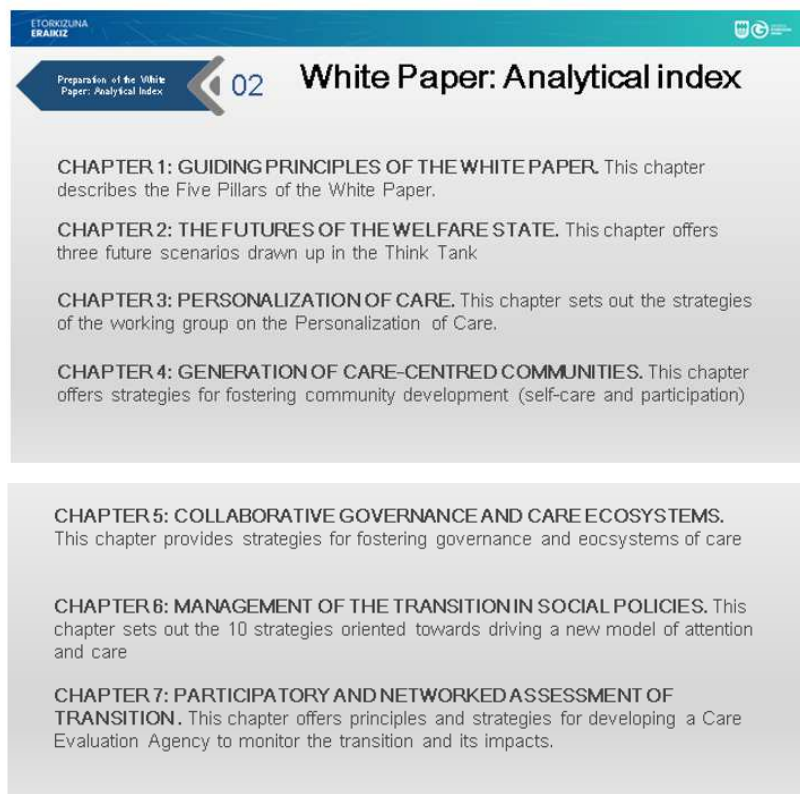 ETORKIZUNA
ERAIKIZ
Preparation of the White
Paper: Analytical Index
02
White Paper: Analytical index
CHAPTER 1: GUIDING PRINCIPLES OF THE WHITE PAPER. This chapter
describes the Five Pillars of the White Paper.
CHAPTER 2: THE FUTURES OF THE WELFARE STATE. This chapter offers
three future scenarios drawn up in the Think Tank
CHAPTER 3: PERSONALIZATION OF CARE. This chapter sets out the strategies
of the working group on the Personalization of Care.
CHAPTER 4: GENERATION OF CARE-CENTRED COMMUNITIES. This chapter
offers strategies for fostering community development (self-care and participation)
CHAPTER 5: COLLABORATIVE GOVERNANCE AND CARE ECOSYSTEMS.
This chapter provides strategies for fostering governance and eocsystems of care
CHAPTER 6: MANAGEMENT OF THE TRANSITION IN SOCIAL POLICIES. This
chapter sets out the 10 strategies oriented towards driving a new model of attention
and care
CHAPTER 7: PARTICIPATORY AND NETWORKED ASSESSMENT OF
TRANSITION. This chapter offers principles and strategies for developing a Care
Evaluation Agency to monitor the transition and its impacts.